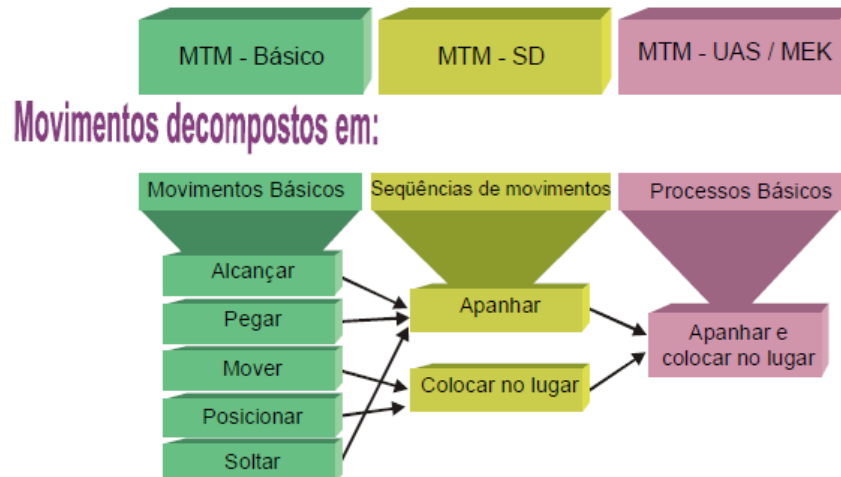 MTM - Básico
MTM - SD
MTM - UAS / MEK
Movimentos decompostos em:
Movimentos Básicos
Seqüências de movimentos
Processos Básicos
Alcançar
Pegar
Mover
Posicionar
Soltar
Apanhar
Colocar no lugar
Apanhar e
colocar no lugar